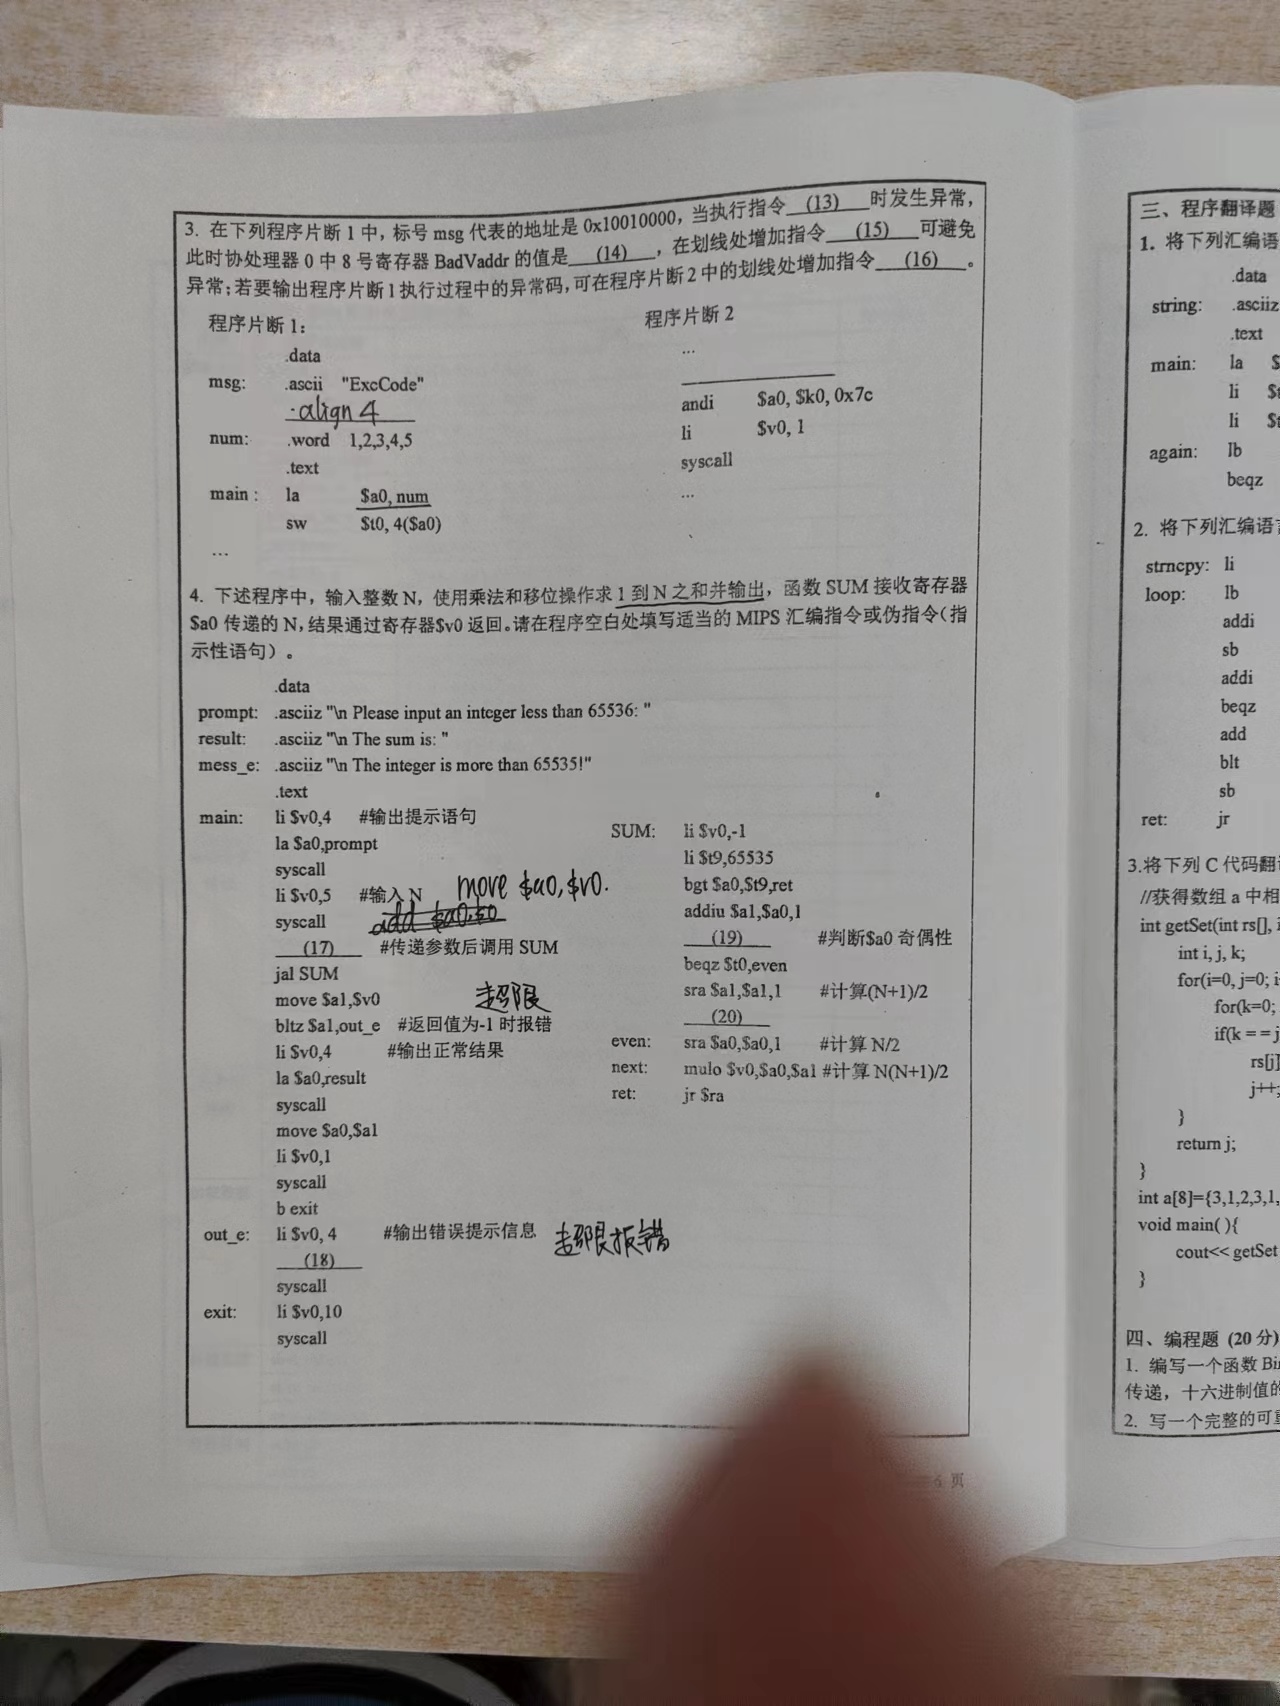 3. 在下列程序片断 1 中，标号 msg 代表的地址是 0x10010000，当执行指令 (13) 时发生异常，
此时协处理器 0 中 8 号寄存器 BadVaddr 的值是 (14) ，在划线处增加指令 (15) 可避免
异常；若要输出程序片断1执行过程中的异常码，可在程序片断2中的划线处增加指令 (16) 。
程序片断 1：
.data
msg: .ascii "ExcCode"
.align 4
num: .word 1,2,3,4,5
.text
main : la $a0, num
sw $t0, 4($a0)
...
程序片断 2
...
andi $a0, $k0, 0x7c
li $v0, 1
syscall
...
4. 下述程序中，输入整数 N，使用乘法和移位操作求 1 到 N 之和并输出，函数 SUM 接收寄存器
$a0 传递的 N，结果通过寄存器$v0 返回。请在程序空白处填写适当的 MIPS 汇编指令或伪指令（指
示性语句）。
.data
prompt: .asciiz "\n Please input an integer less than 65536: "
result: .asciiz "\n The sum is: "
mess_e: .asciiz "\n The integer is more than 65535!"
.text
main: li $v0,4 #输出提示语句
la $a0,prompt
syscall
li $v0,5 #输入 N move $a0,$v0.
syscall
(17) #传递参数后调用 SUM
jal SUM
move $a1,$v0 超限
bltz $a1,out_e #返回值为-1 时报错
li $v0,4 #输出正常结果
la $a0,result
syscall
move $a0,$a1
li $v0,1
syscall
b exit
out_e: li $v0, 4 #输出错误提示信息 超限报错
(18)
syscall
exit: li $v0,10
syscall
SUM: li $v0,-1
li $t9,65535
bgt $a0,$t9,ret
addiu $a1,$a0,1
(19) #判断$a0 奇偶性
beqz $t0,even
sra $a1,$a1,1 #计算(N+1)/2
(20)
even: sra $a0,$a0,1 #计算 N/2
next: mulo $v0,$a0,$a1 #计算 N(N+1)/2
ret: jr $ra
页
三、程序翻译题
1. 将下列汇编语
.data
string: .asciiz
.text
main: la $
li $t
li $t
again: lb
beqz
2. 将下列汇编语言
strncpy: li
loop: lb
addi
sb
addi
beqz
add
blt
sb
ret: jr
3.将下列 C 代码翻
//获得数组 a 中相
int getSet(int rs[], i
int i, j, k;
for(i=0, j=0; i
for(k=0;
if(k = = j
rs[j]
j++;
}
return j;
}
int a[8]={3,1,2,3,1,
void main( ){
cout<< getSet
}
四、编程题 (20 分)
1. 编写一个函数 Bi
传递，十六进制值的
2. 写一个完整的可重